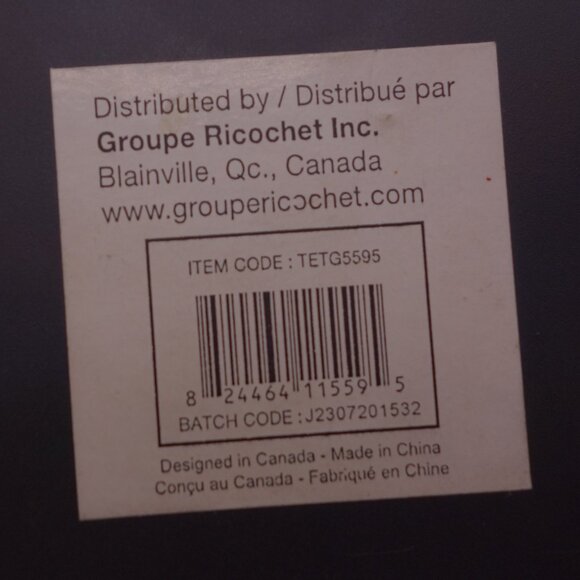 Distributed by / Distribué par
Groupe Ricochet Inc.
Blainville, Qc., Canada
www.groupericochet.com
ITEM CODE : TETG5595
8 24464 11559 5
BATCH CODE : J2307201532
Designed in Canada - Made in China
Conçu au Canada - Fabriqué en Chine